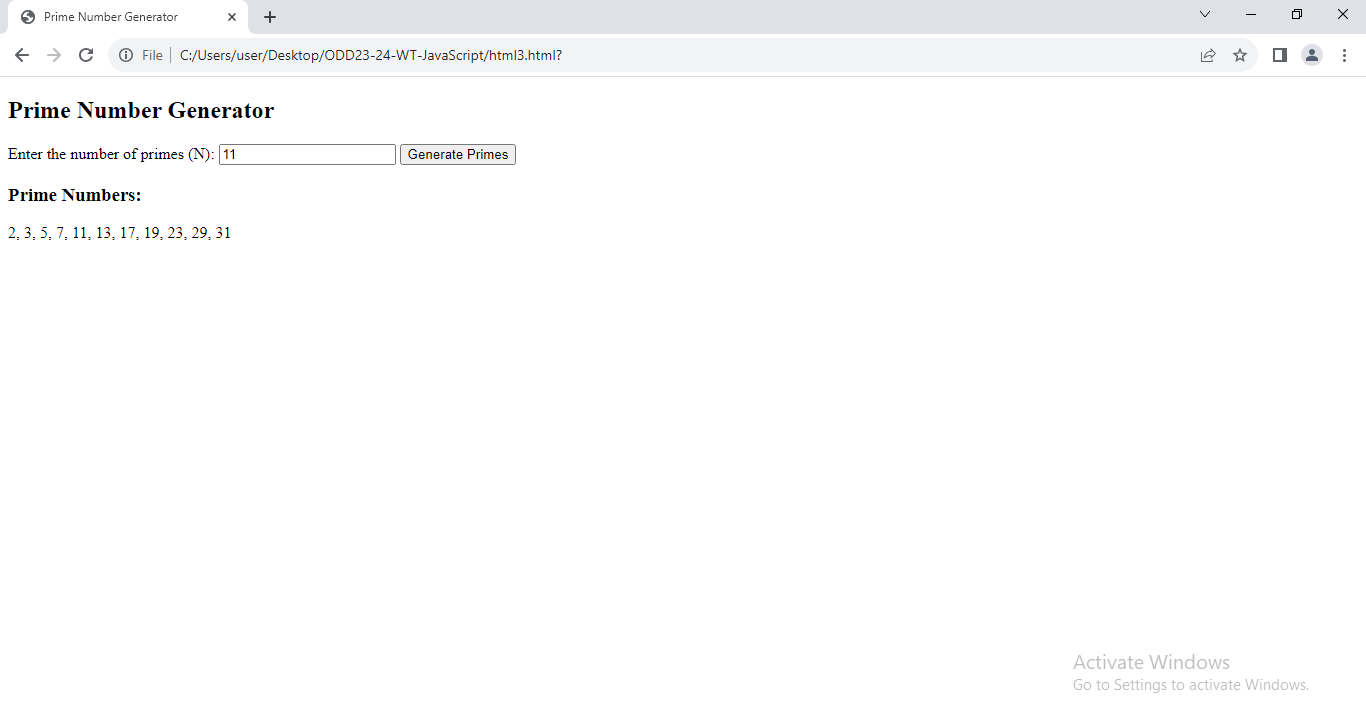 Prime Number Generator
File C:/Users/user/Desktop/ODD23-24-WT-JavaScript/html3.html?
Prime Number Generator
Enter the number of primes (N): 11 Generate Primes
Prime Numbers:
2, 3, 5, 7, 11, 13, 17, 19, 23, 29, 31
Activate Windows
Go to Settings to activate Windows.